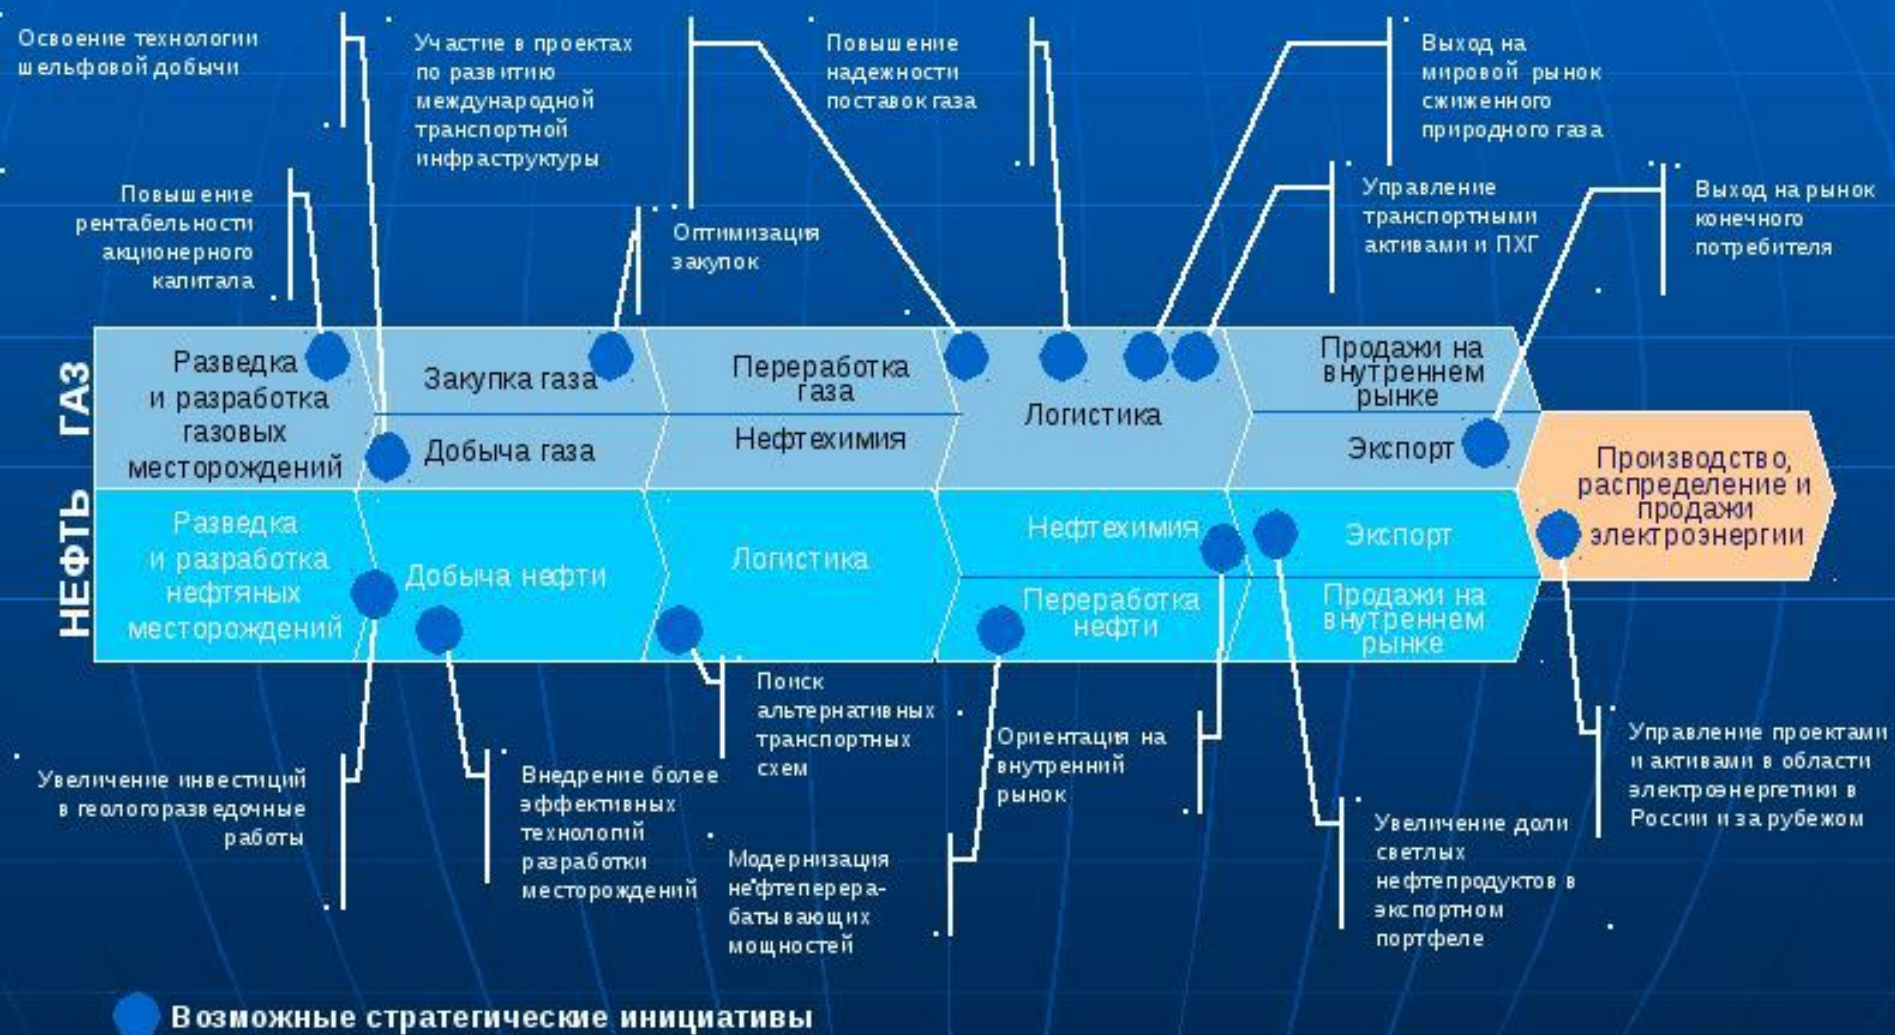 Освоение технологии
шельфовой добычи
Участие в проектах
по развитию
международной
транспортной
инфраструктуры
Повышение
надежности
поставок газа
Выход на
мировой рынок
сжиженного
природного газа
Повышение
рентабельности
акционерного
капитала
Оптимизация
закупок
Управление
транспортными
активами и ПХГ
Выход на рынок
конечного
потребителя
ГАЗ
Разведка
и разработка
газовых
месторождений
Закупка газа
Добыча газа
Переработка
газа
Нефтехимия
Логистика
Продажи на
внутреннем
рынке
Экспорт
Производство,
распределение и
продажи
электроэнергии
НЕФТЬ
Разведка
и разработка
нефтяных
месторождений
Добыча нефти
Логистика
Нефтехимия
Переработка
нефти
Экспорт
Продажи на
внутреннем
рынке
Увеличение инвестиций
в геологоразведочные
работы
Внедрение более
эффективных
технологий
разработки
месторождений
Поиск
альтернативных
транспортных
схем
Модернизация
нефтеперера-
батывающих
мощностей
Ориентация на
внутренний
рынок
Увеличение доли
светлых
нефтепродуктов в
экспортном
портфеле
Управление проектами
и активами в области
электроэнергетики в
России и за рубежом
Возможные стратегические инициативы